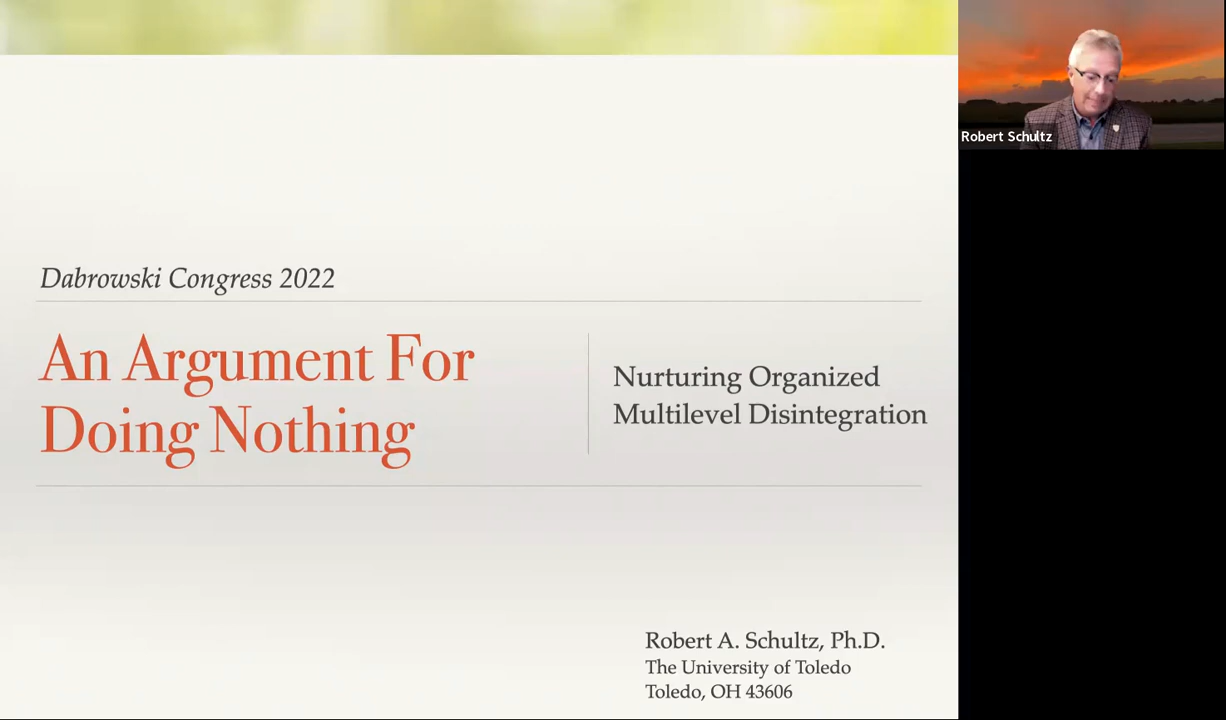 Dabrowski Congress 2022
An Argument For
Doing Nothing
Nurturing Organized
Multilevel Disintegration
Robert A. Schultz, Ph.D.
The University of Toledo
Toledo, OH 43606
Robert Schultz